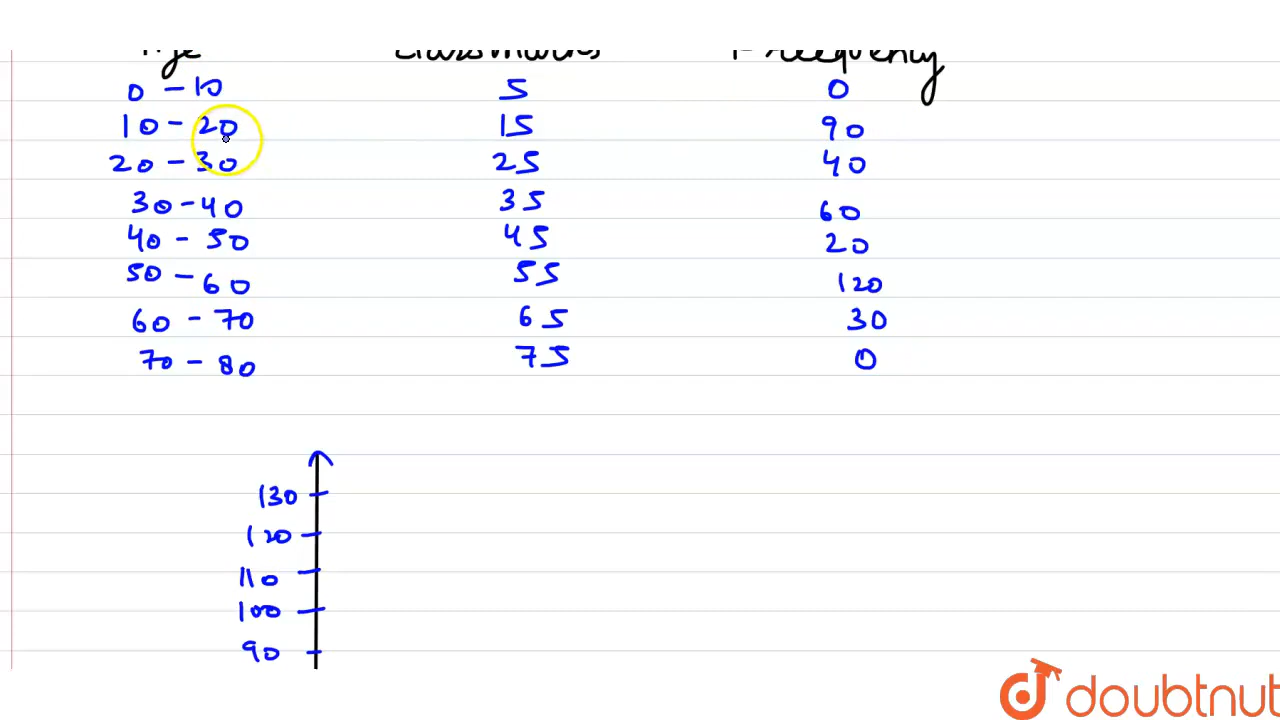 Frequency
0 - 10 5 0
10 - 20 15 90
20 - 30 25 40
30 - 40 35 60
40 - 50 45 20
50 - 60 55 120
60 - 70 65 30
70 - 80 75 0
130
120
110
100
90
doubtnut